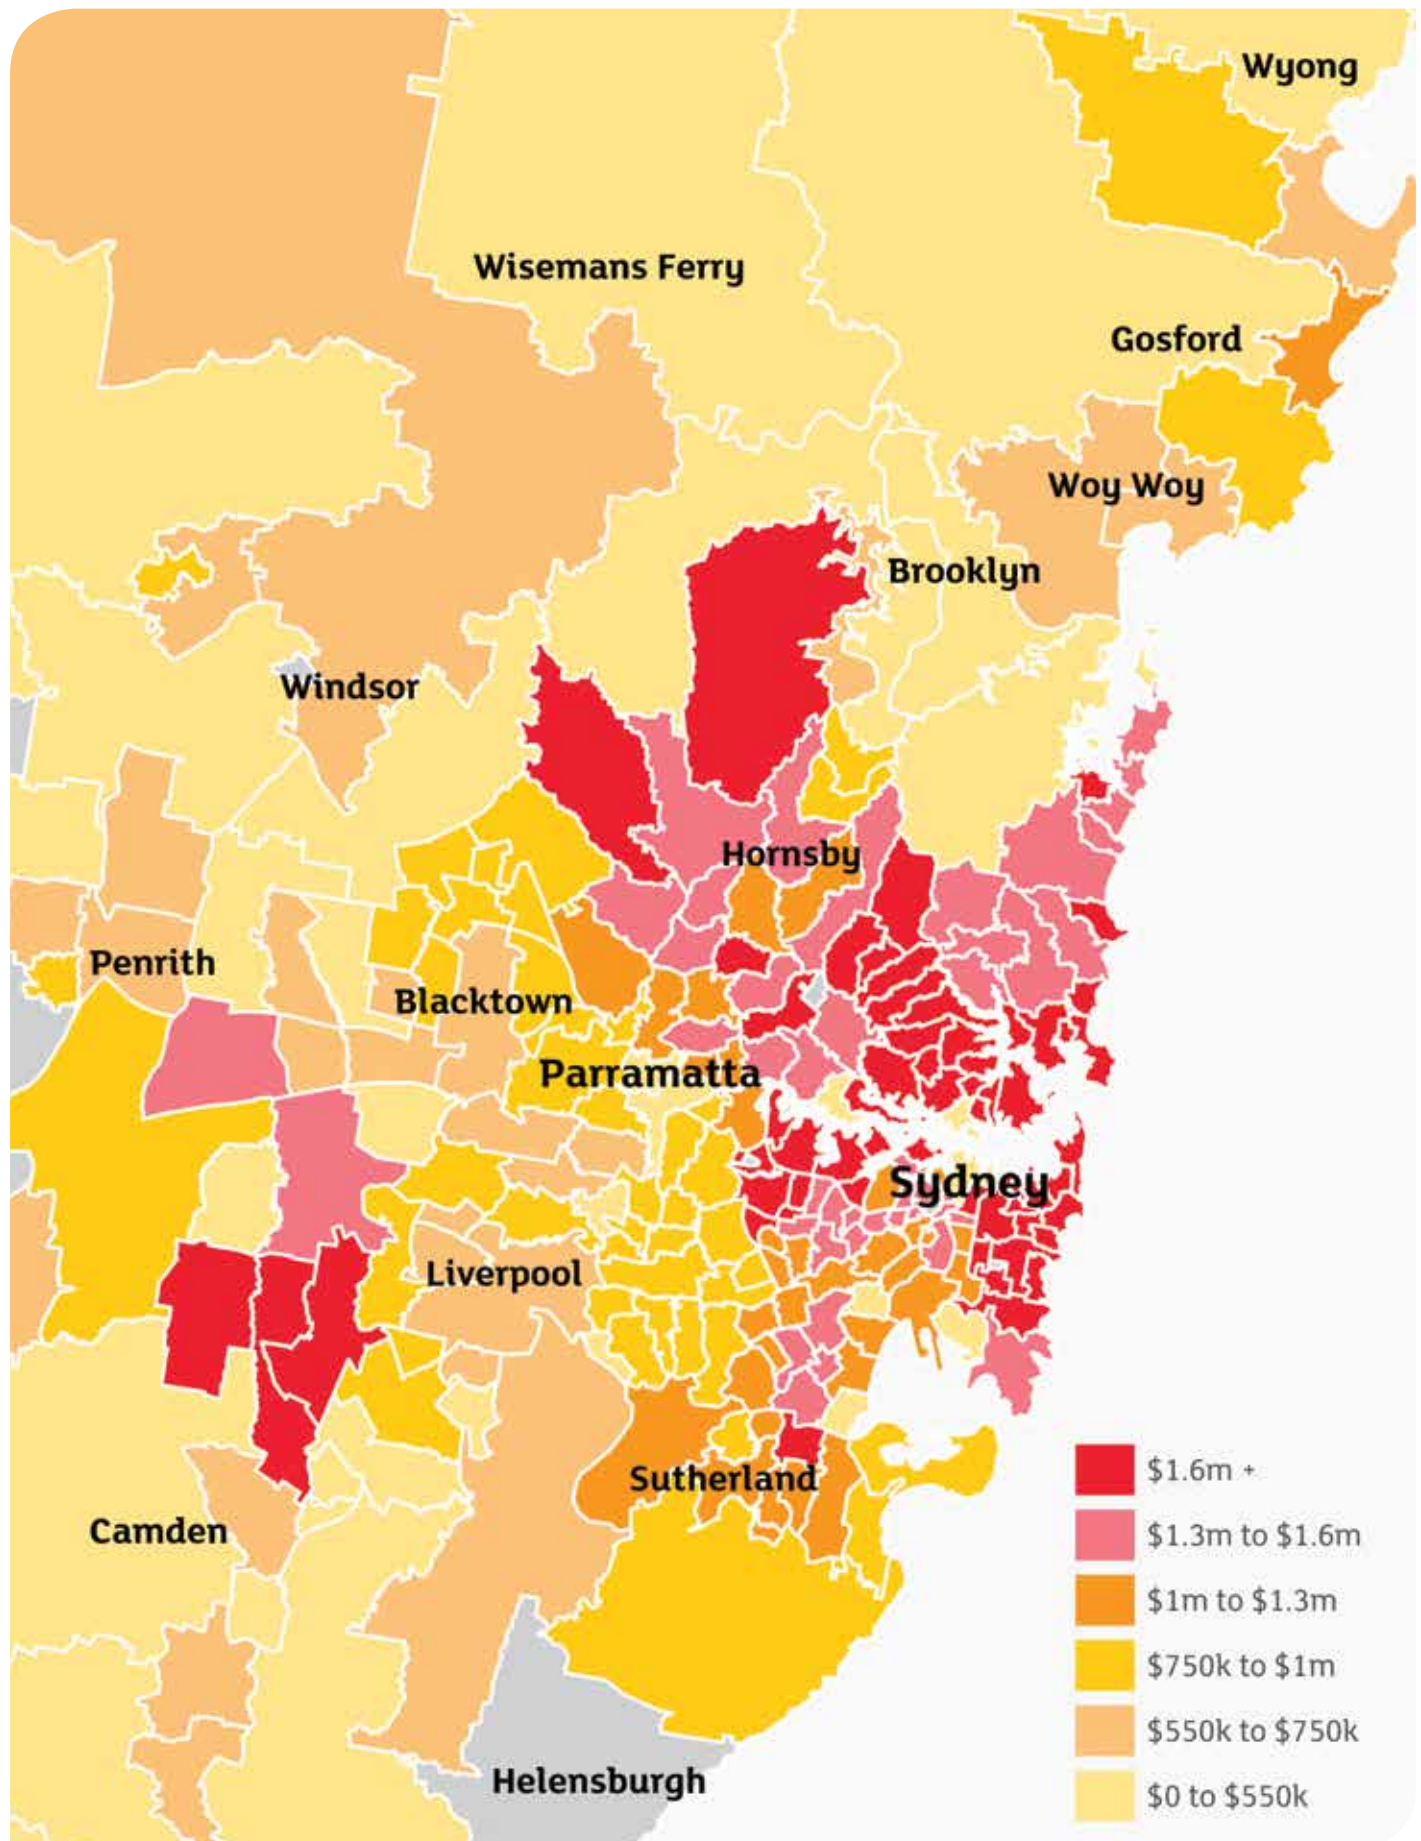 Wyong
Wisemans Ferry
Gosford
Woy Woy
Brooklyn
Windsor
Hornsby
Penrith
Blacktown
Parramatta
Sydney
Liverpool
Sutherland
Camden
Helensburgh
$1.6m +
$1.3m to $1.6m
$1m to $1.3m
$750k to $1m
$550k to $750k
$0 to $550k